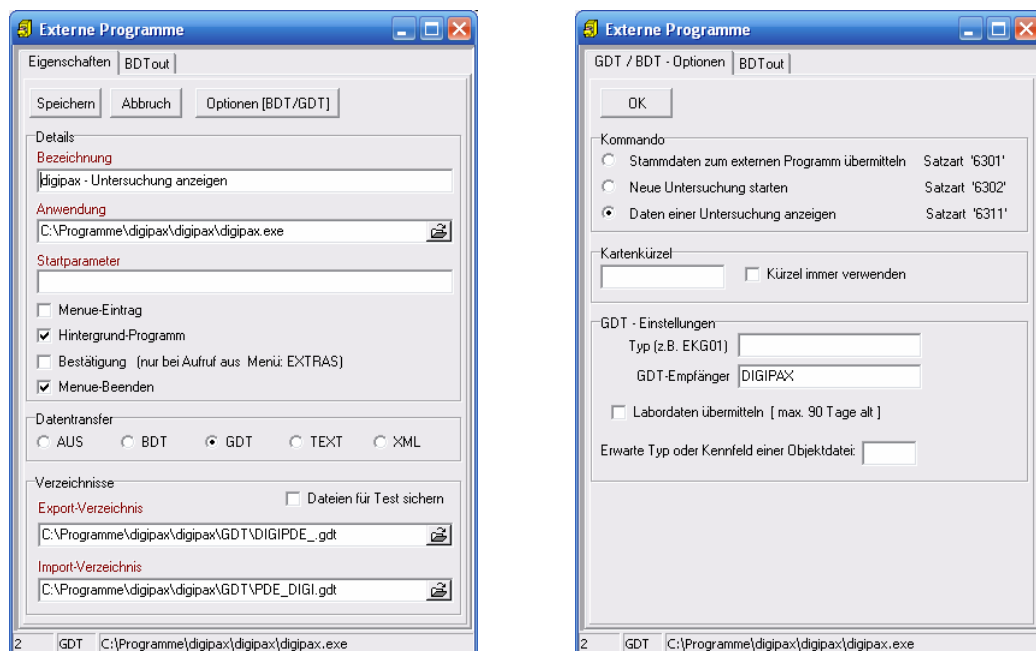 Externe Programme
Eigenschaften BDTout
Speichern Abbruch Optionen [BDT/GDT]
Details
Bezeichnung
digipax - Untersuchung anzeigen
Anwendung
C:\Programme\digipax\digipax\digipax.exe
Startparameter
Menue-Eintrag
Hintergrund-Programm
Bestätigung (nur bei Aufruf aus Menü: EXTRAS)
Menue-Beenden
Datentransfer
AUS BDT GDT TEXT XML
Verzeichnisse
Dateien für Test sichern
Export-Verzeichnis
C:\Programme\digipax\digipax\GDT\DIGIPDE_.gdt
Import-Verzeichnis
C:\Programme\digipax\digipax\GDT\PDE_DIGI.gdt
2 GDT C:\Programme\digipax\digipax\digipax.exe
Externe Programme
GDT / BDT - Optionen BDTout
OK
Kommando
Stammdaten zum externen Programm übermitteln Satzart '6301'
Neue Untersuchung starten Satzart '6302'
Daten einer Untersuchung anzeigen Satzart '6311'
Kartenkürzel
Kürzel immer verwenden
GDT - Einstellungen
Typ (z.B. EKG01)
GDT-Empfänger DIGIPAX
Labordaten übermitteln [ max. 90 Tage alt ]
Erwarte Typ oder Kennfeld einer Objektdatei:
2 GDT C:\Programme\digipax\digipax\digipax.exe